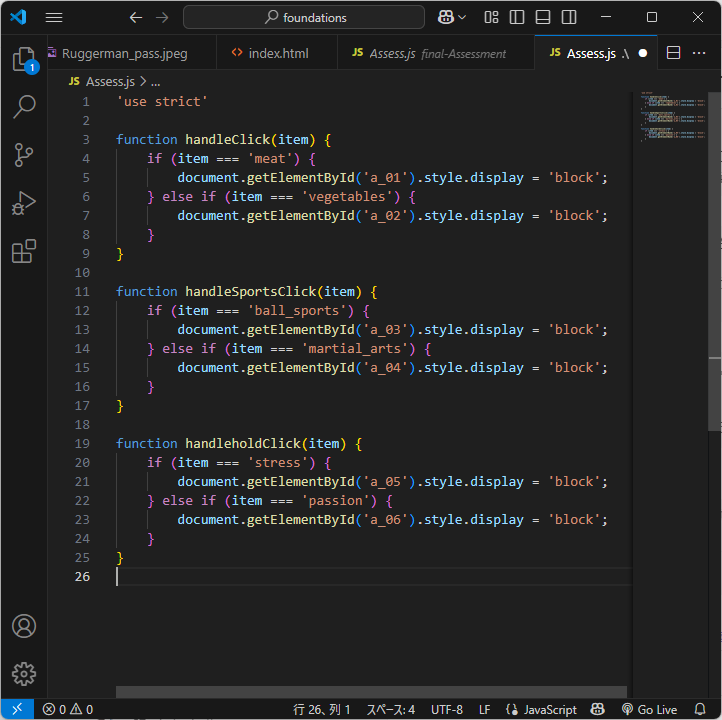 foundations
Ruggerman_pass.jpeg
<> index.html
JS Assess.js final-Assessment
JS Assess.js .\
JS Assess.js > ...
1 'use strict'
2
3 function handleClick(item) {
4 if (item === 'meat') {
5 document.getElementById('a_01').style.display = 'block';
6 } else if (item === 'vegetables') {
7 document.getElementById('a_02').style.display = 'block';
8 }
9 }
10
11 function handleSportsClick(item) {
12 if (item === 'ball_sports') {
13 document.getElementById('a_03').style.display = 'block';
14 } else if (item === 'martial_arts') {
15 document.getElementById('a_04').style.display = 'block';
16 }
17 }
18
19 function handleholdClick(item) {
20 if (item === 'stress') {
21 document.getElementById('a_05').style.display = 'block';
22 } else if (item === 'passion') {
23 document.getElementById('a_06').style.display = 'block';
24 }
25 }
26
1
0 0 行 26、列 1 スペース: 4 UTF-8 LF {} JavaScript Go Live